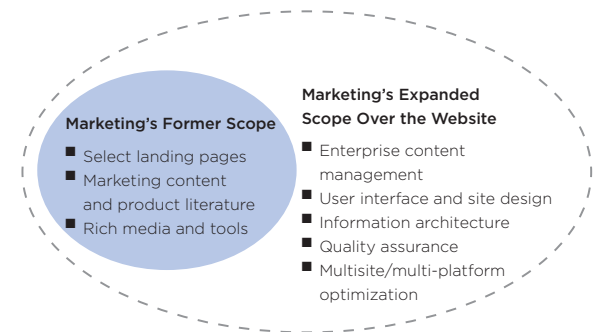 Marketing’s Former Scope
■ Select landing pages
■ Marketing content
and product literature
■ Rich media and tools
Marketing’s Expanded
Scope Over the Website
■ Enterprise content
management
■ User interface and site design
■ Information architecture
■ Quality assurance
■ Multisite/multi-platform
optimization